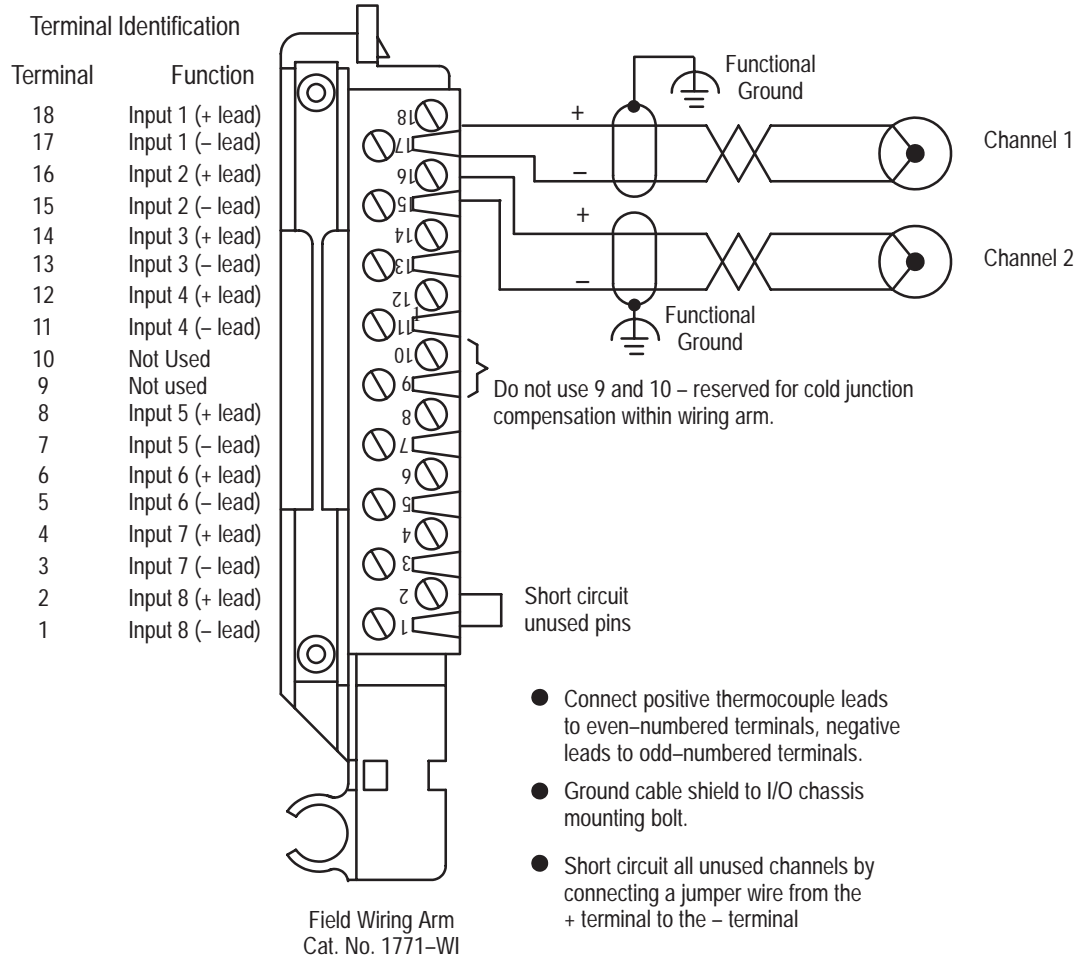 Terminal Identification
Terminal Function
18 Input 1 (+ lead)
17 Input 1 (– lead)
16 Input 2 (+ lead)
15 Input 2 (– lead)
14 Input 3 (+ lead)
13 Input 3 (– lead)
12 Input 4 (+ lead)
11 Input 4 (– lead)
10 Not Used
9 Not used
8 Input 5 (+ lead)
7 Input 5 (– lead)
6 Input 6 (+ lead)
5 Input 6 (– lead)
4 Input 7 (+ lead)
3 Input 7 (– lead)
2 Input 8 (+ lead)
1 Input 8 (– lead)
18
17
16
15
14
13
12
11
1
10
9
8
7
6
5
4
3
2
1
Functional
Ground
+
–
Channel 1
+
–
Channel 2
Functional
Ground
Do not use 9 and 10 – reserved for cold junction
compensation within wiring arm.
Short circuit
unused pins
● Connect positive thermocouple leads
to even–numbered terminals, negative
leads to odd–numbered terminals.
● Ground cable shield to I/O chassis
mounting bolt.
● Short circuit all unused channels by
connecting a jumper wire from the
+ terminal to the – terminal
Field Wiring Arm
Cat. No. 1771–WI